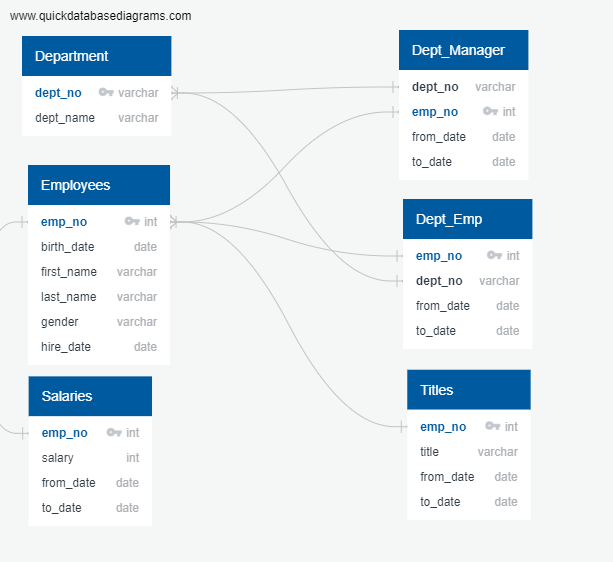 www.quickdatabasediagrams.com
Department
dept_no varchar
dept_name varchar
Employees
emp_no int
birth_date date
first_name varchar
last_name varchar
gender varchar
hire_date date
Salaries
emp_no int
salary int
from_date date
to_date date
Dept_Manager
dept_no varchar
emp_no int
from_date date
to_date date
Dept_Emp
emp_no int
dept_no varchar
from_date date
to_date date
Titles
emp_no int
title varchar
from_date date
to_date date